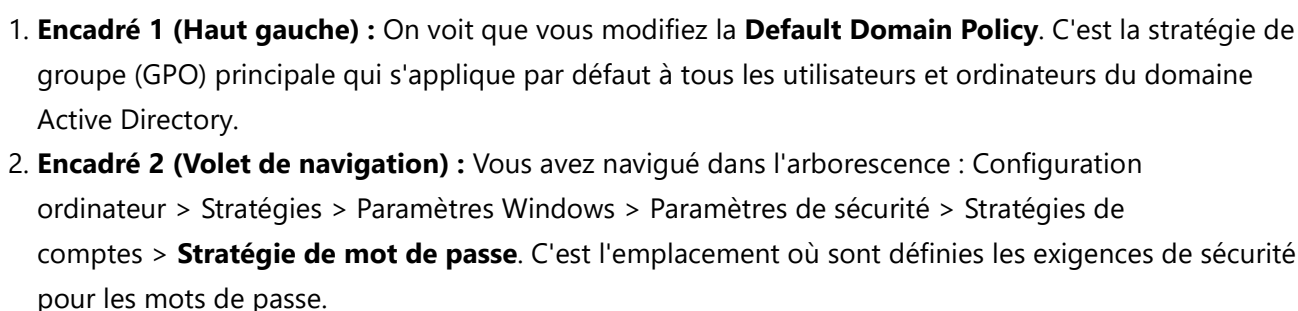 1. Encadré 1 (Haut gauche) : On voit que vous modifiez la Default Domain Policy. C'est la stratégie de
groupe (GPO) principale qui s'applique par défaut à tous les utilisateurs et ordinateurs du domaine
Active Directory.
2. Encadré 2 (Volet de navigation) : Vous avez navigué dans l'arborescence : Configuration
ordinateur > Stratégies > Paramètres Windows > Paramètres de sécurité > Stratégies de
comptes > Stratégie de mot de passe. C'est l'emplacement où sont définies les exigences de sécurité
pour les mots de passe.